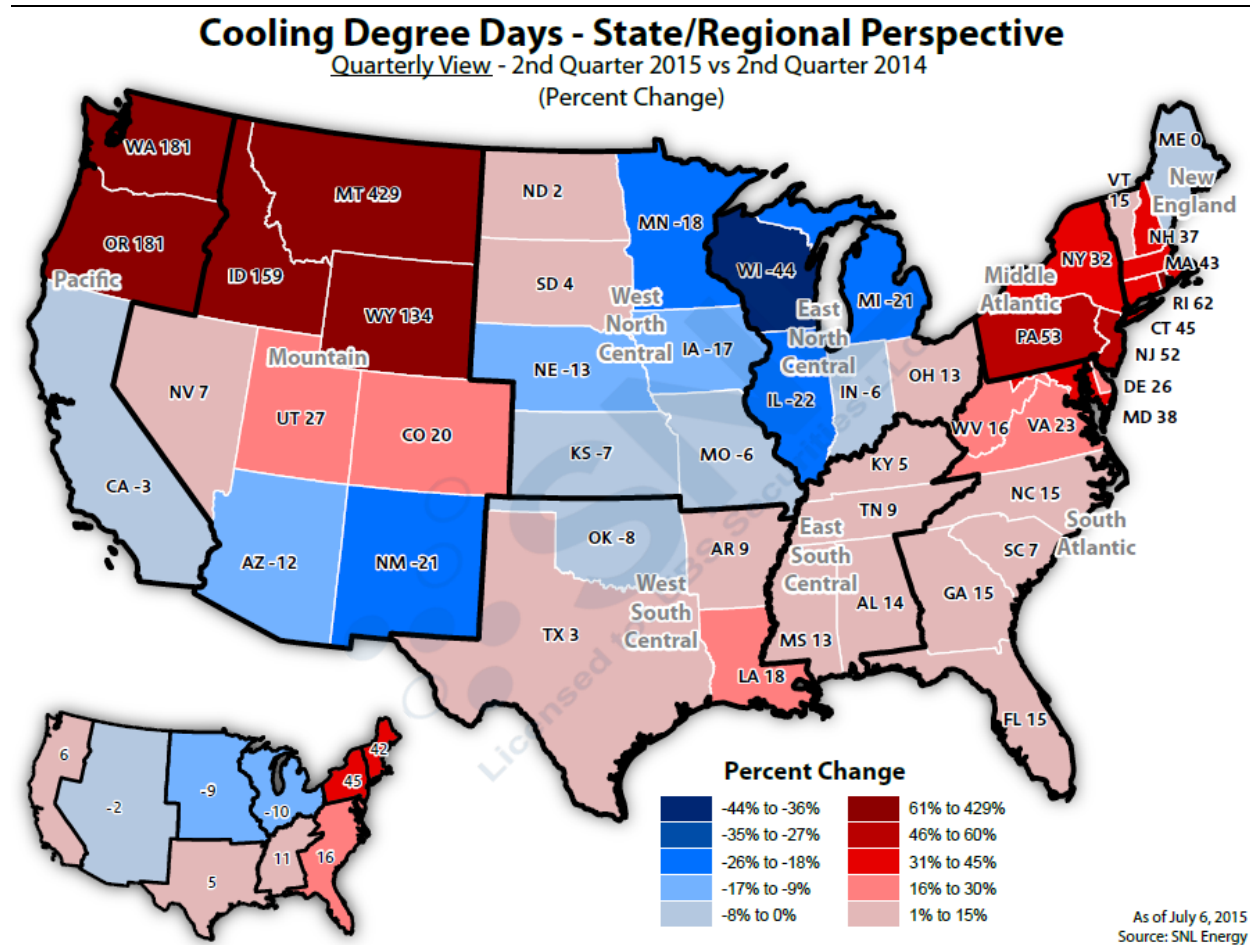 Cooling Degree Days - State/Regional Perspective
Quarterly View - 2nd Quarter 2015 vs 2nd Quarter 2014
(Percent Change)
WA 181
OR 181
Pacific
CA -3
MT 429
ID 159
WY 134
Mountain
NV 7
UT 27
CO 20
AZ -12
NM -21
ND 2
SD 4
MN -18
West
North
Central
NE -13
IA -17
KS -7
MO -6
WI -44
MI -21
East
North
Central
IL -22
IN -6
OH 13
OK -8
AR 9
West
South
Central
TX 3
LA 18
KY 5
TN 9
East
South
Central
MS 13
AL 14
ME 0
VT
15
New
England
NH 37
MA 43
RI 62
CT 45
NY 32
Middle
Atlantic
PA 53
NJ 52
DE 26
MD 38
WV 16
VA 23
NC 15
South
Atlantic
SC 7
GA 15
FL 15
6
-2
-9
-10
45
42
5
11
16
Percent Change
-44% to -36%
-35% to -27%
-26% to -18%
-17% to -9%
-8% to 0%
61% to 429%
46% to 60%
31% to 45%
16% to 30%
1% to 15%
As of July 6, 2015
Source: SNL Energy
SNL
Licensed to Securities LLC